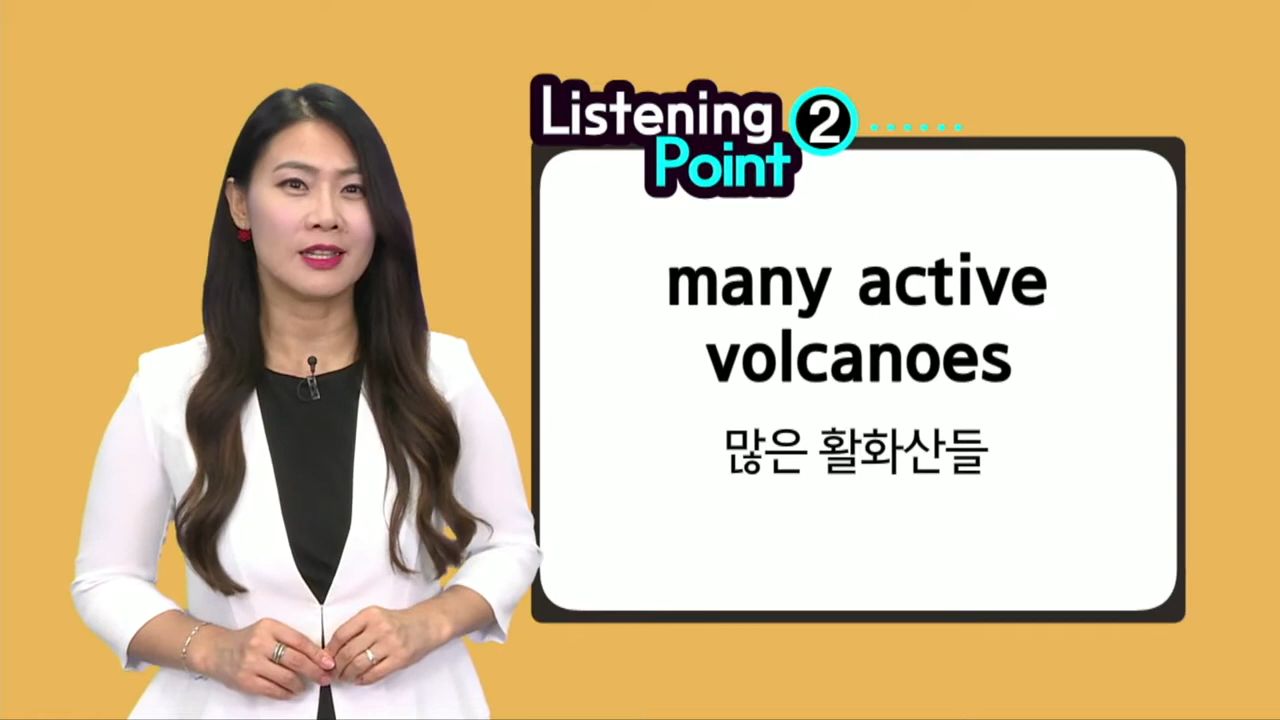 Listening
Point 2
many active
volcanoes
많은 활화산들